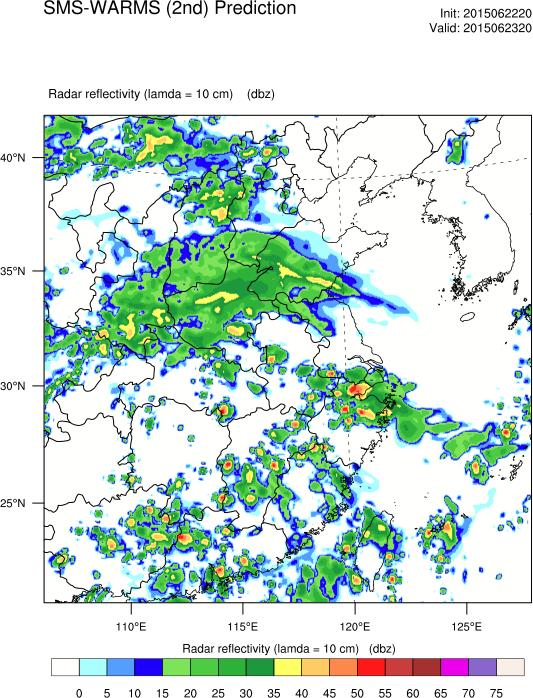 SMS-WARMS (2nd) Prediction
Init: 2015062220
Valid: 2015062320
Radar reflectivity (lamda = 10 cm) (dbz)
40°N
35°N
30°N
25°N
110°E 115°E 120°E 125°E
Radar reflectivity (lamda = 10 cm) (dbz)
0 5 10 15 20 25 30 35 40 45 50 55 60 65 70 75